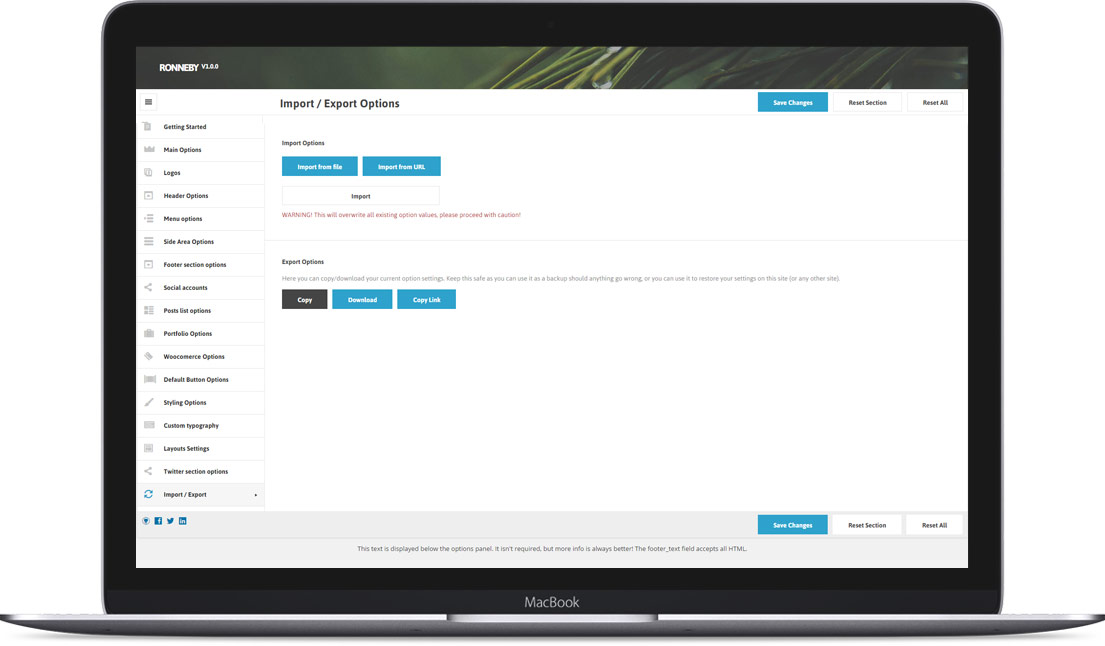 RONNEBY V1.0.0
Import / Export Options
Save Changes
Reset Section
Reset All
Getting Started
Main Options
Logos
Header Options
Menu options
Side Area Options
Footer section options
Social accounts
Posts list options
Portfolio Options
Woocomerce Options
Default Button Options
Styling Options
Custom typography
Layouts Settings
Twitter section options
Import / Export
Import Options
Import from file
Import from URL
Import
WARNING! This will overwrite all existing option values, please proceed with caution!
Export Options
Here you can copy/download your current option settings. Keep this safe as you can use it as a backup should anything go wrong, or you can use it to restore your settings on this site (or any other site).
Copy
Download
Copy Link
Save Changes
Reset Section
Reset All
This text is displayed below the options panel. It isn't required, but more info is always better! The footer_text field accepts all HTML.
MacBook